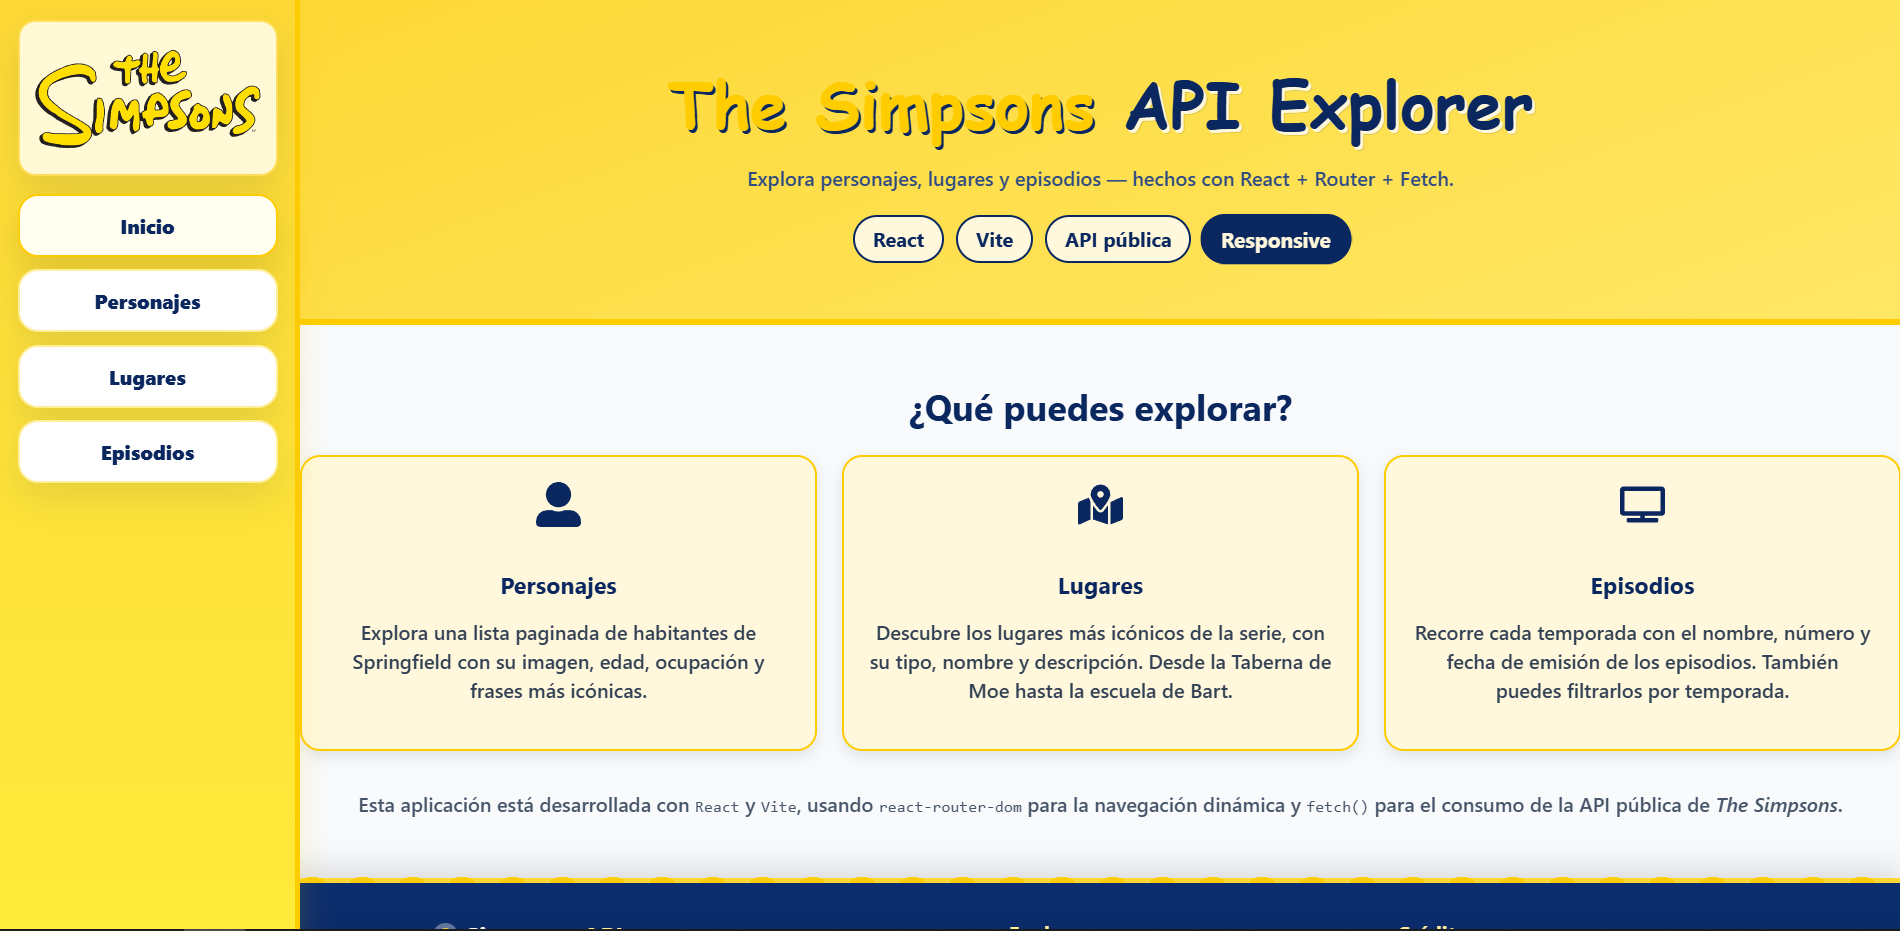 THE
SIMPSONS
Inicio
Personajes
Lugares
Episodios
The Simpsons API Explorer
Explora personajes, lugares y episodios — hechos con React + Router + Fetch.
React Vite API pública Responsive
¿Qué puedes explorar?
Personajes
Explora una lista paginada de habitantes de
Springfield con su imagen, edad, ocupación y
frases más icónicas.
Lugares
Descubre los lugares más icónicos de la serie, con
su tipo, nombre y descripción. Desde la Taberna de
Moe hasta la escuela de Bart.
Episodios
Recorre cada temporada con el nombre, número y
fecha de emisión de los episodios. También
puedes filtrarlos por temporada.
Esta aplicación está desarrollada con React y Vite, usando react-router-dom para la navegación dinámica y fetch() para el consumo de la API pública de The Simpsons.